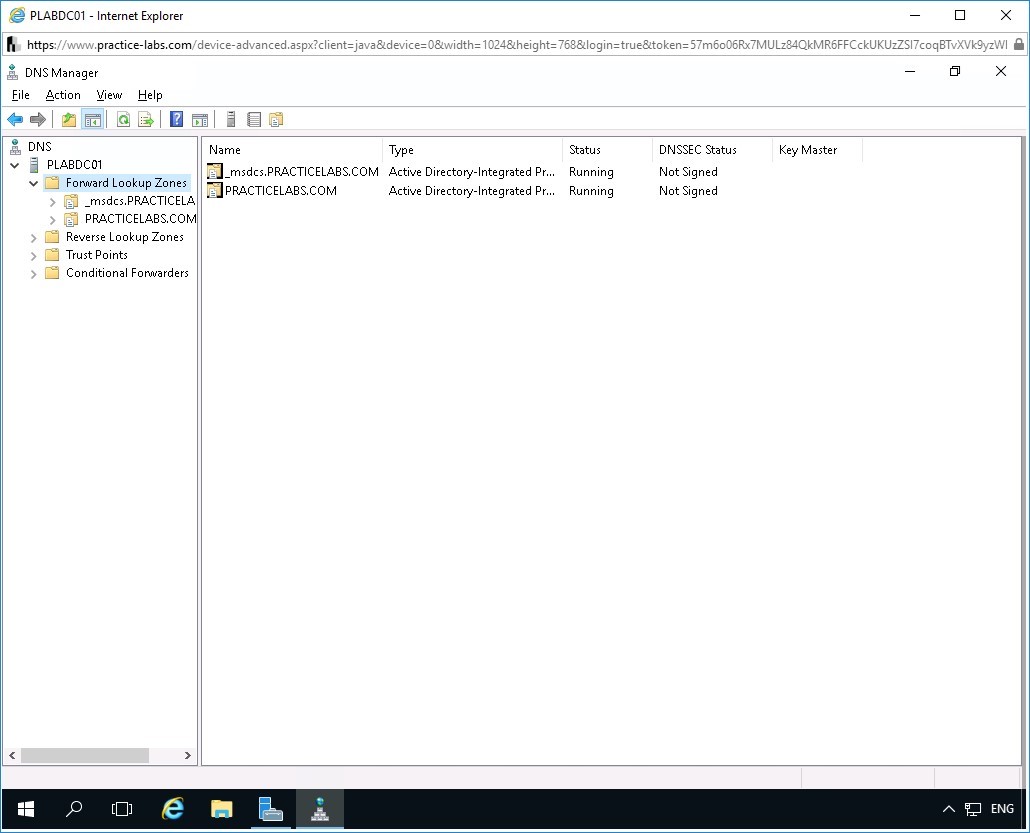 PLABDC01 - Internet Explorer
https://www.practice-labs.com/device-advanced.aspx?client=java&device=0&width=1024&height=768&login=true&token=57m6o06Rx7MULz84QkMR6FFCckUKUzZSI7coqBTvXVk9yzWl
DNS Manager
File Action View Help
DNS
PLABDC01
Forward Lookup Zones
_msdcs.PRACTICELA
PRACTICELABS.COM
Reverse Lookup Zones
Trust Points
Conditional Forwarders
Name Type Status DNSSEC Status Key Master
_msdcs.PRACTICELABS.COM Active Directory-Integrated Pr... Running Not Signed
PRACTICELABS.COM Active Directory-Integrated Pr... Running Not Signed
ENG